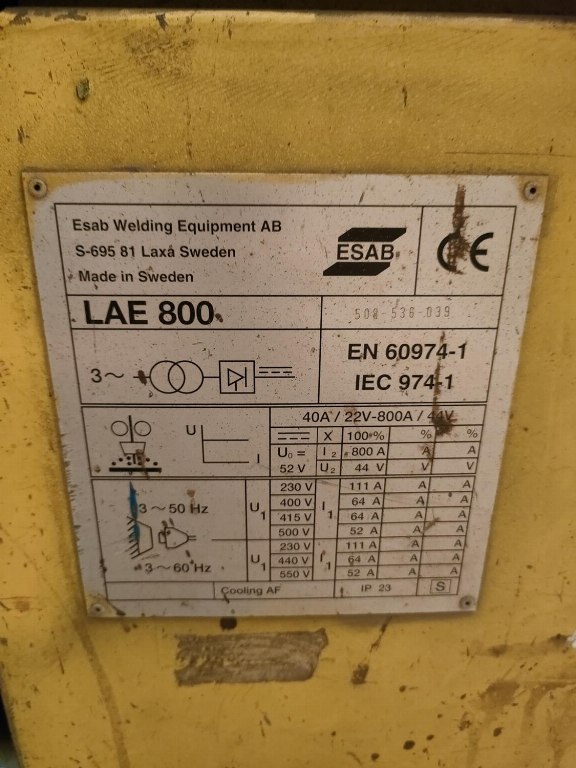 Esab Welding Equipment AB
S-695 81 Laxå Sweden
Made in Sweden
ESAB
CE
LAE 800
508-536-039
3~
EN 60974-1
IEC 974-1
U
I
40A / 22V-800A / 44V
X 100 % % %
U₀= I₂ 800 A A A
52 V U₂ 44 V V V
3~50 Hz
U₁ I₁
230 V 111 A A A
400 V 64 A A A
415 V 64 A A A
500 V 52 A A A
3~60 Hz
U₁ I₁
230 V 111 A A A
440 V 64 A A A
550 V 52 A A A
Cooling AF IP 23 S